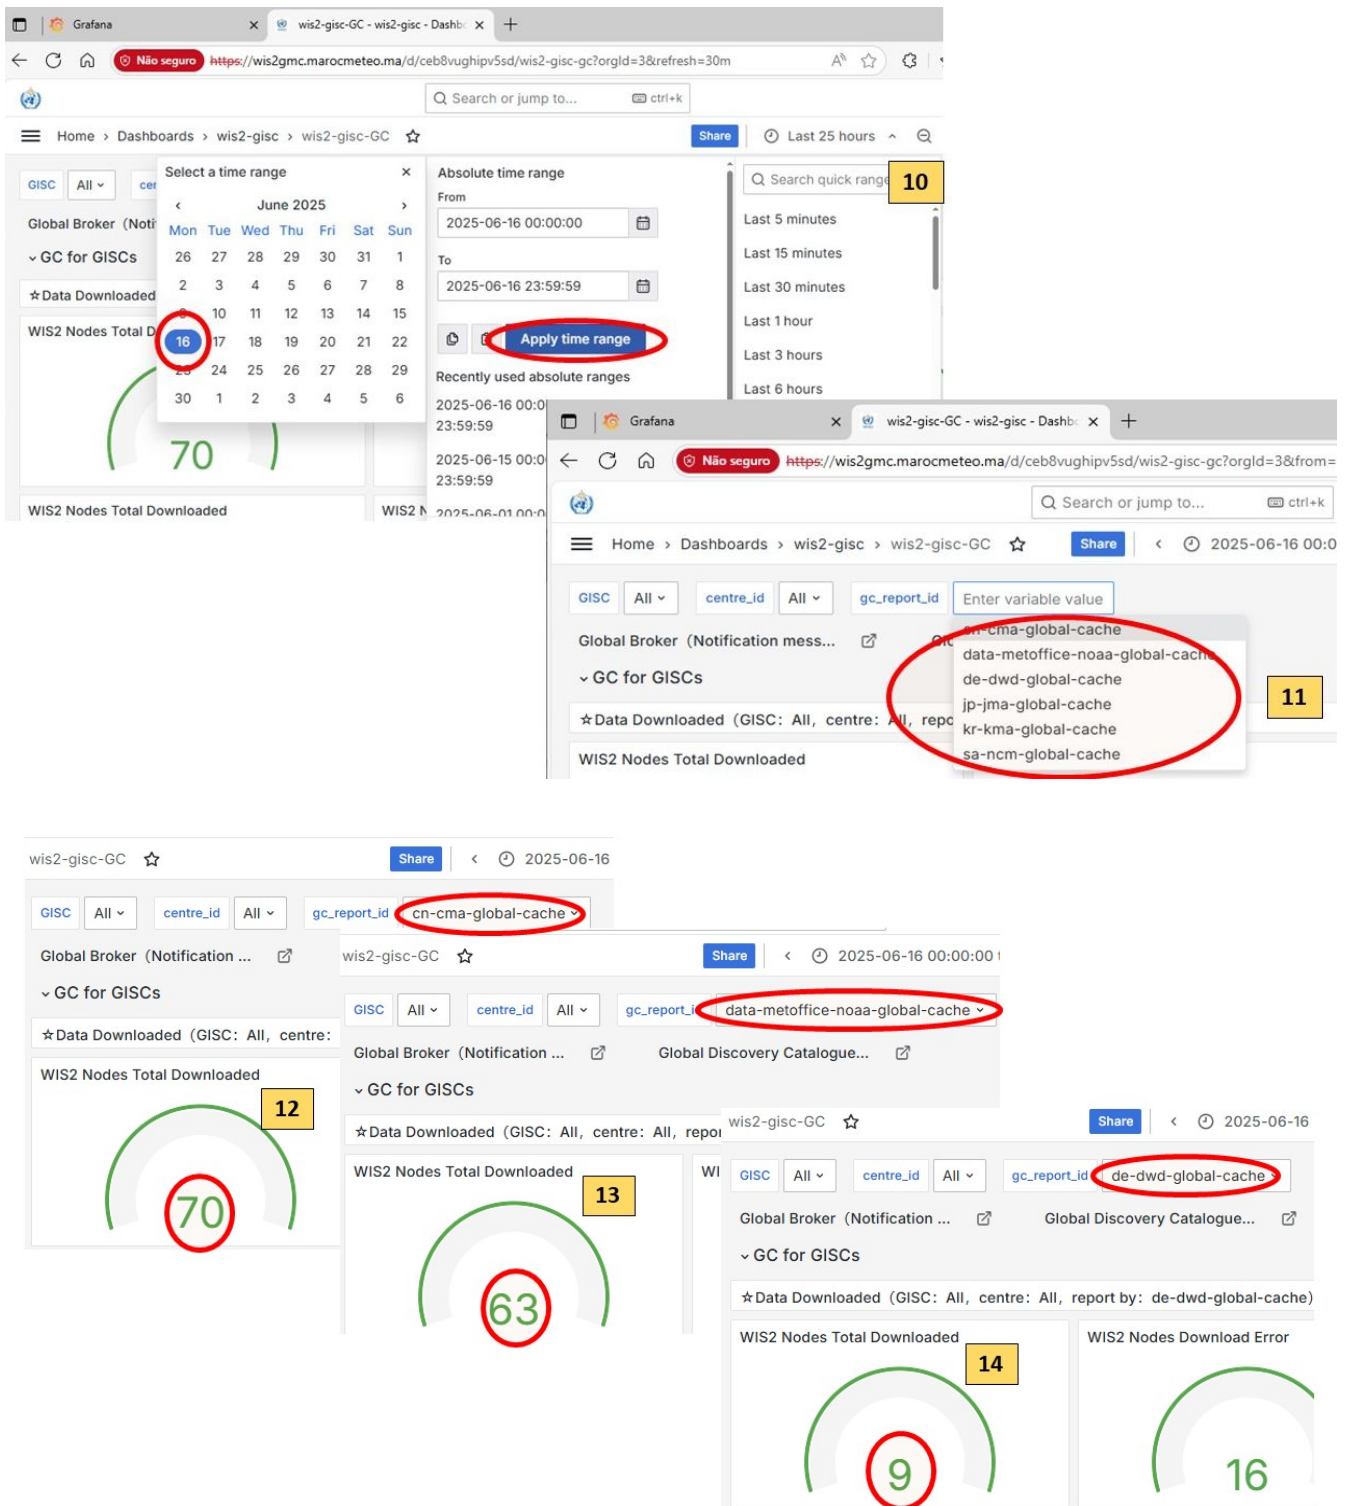 Grafana
wis2-gisc-GC - wis2-gisc - Dashb
Não seguro https://wis2gmc.marocmeteo.ma/d/ceb8vughipv5sd/wis2-gisc-gc?orgId=3&refresh=30m
Search or jump to... ctrl+k
Home › Dashboards › wis2-gisc › wis2-gisc-GC Share Last 25 hours
10
GISC All cer
Global Broker (Noti
GC for GISCs
☆Data Downloaded
WIS2 Nodes Total D
70
WIS2 Nodes Total Downloaded
WIS2 N
Select a time range
June 2025
Mon Tue Wed Thu Fri Sat Sun
26 27 28 29 30 31 1
2 3 4 5 6 7 8
9 10 11 12 13 14 15
16 17 18 19 20 21 22
23 24 25 26 27 28 29
30 1 2 3 4 5 6
Absolute time range
From
2025-06-16 00:00:00
To
2025-06-16 23:59:59
Apply time range
Recently used absolute ranges
2025-06-16 00:0
23:59:59
2025-06-15 00:0
23:59:59
2025-06-01 00:0
Search quick range
Last 5 minutes
Last 15 minutes
Last 30 minutes
Last 1 hour
Last 3 hours
Last 6 hours
Grafana
wis2-gisc-GC - wis2-gisc - Dashb
Não seguro https://wis2gmc.marocmeteo.ma/d/ceb8vughipv5sd/wis2-gisc-gc?orgId=3&from=
Search or jump to... ctrl+k
Home › Dashboards › wis2-gisc › wis2-gisc-GC Share 2025-06-16 00:0
GISC All centre_id All gc_report_id Enter variable value
Global Broker (Notification mess...
GC for GISCs
☆Data Downloaded (GISC: All, centre: All, repo
WIS2 Nodes Total Downloaded
cn-cma-global-cache
data-metoffice-noaa-global-cache
de-dwd-global-cache
jp-jma-global-cache
kr-kma-global-cache
sa-ncm-global-cache
11
wis2-gisc-GC Share 2025-06-16
GISC All centre_id All gc_report_id cn-cma-global-cache
Global Broker (Notification ...
GC for GISCs
☆Data Downloaded (GISC: All, centre:
WIS2 Nodes Total Downloaded
12
70
wis2-gisc-GC Share 2025-06-16 00:00:00 t
GISC All centre_id All gc_report_i data-metoffice-noaa-global-cache
Global Broker (Notification ... Global Discovery Catalogue...
GC for GISCs
☆Data Downloaded (GISC: All, centre: All, repor
WIS2 Nodes Total Downloaded WI
13
63
wis2-gisc-GC Share 2025-06-16
GISC All centre_id All gc_report_id de-dwd-global-cache
Global Broker (Notification ... Global Discovery Catalogue...
GC for GISCs
☆Data Downloaded (GISC: All, centre: All, report by: de-dwd-global-cache)
WIS2 Nodes Total Downloaded WIS2 Nodes Download Error
14
9 16